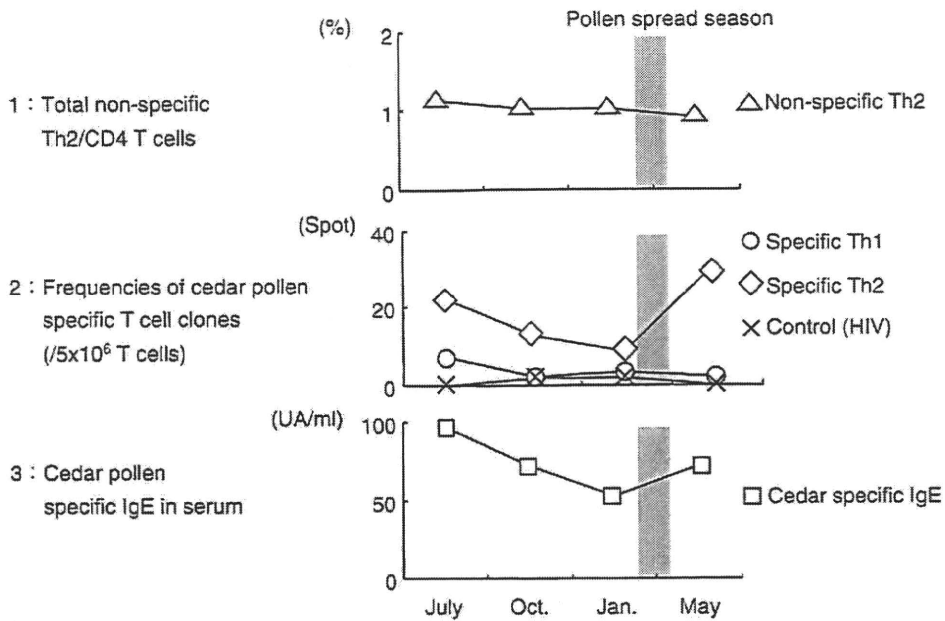 Pollen spread season
(%)
2
1
0
1 : Total non-specific
Th2/CD4 T cells
Non-specific Th2
(Spot)
40
20
0
2 : Frequencies of cedar pollen
specific T cell clones
(/5x10⁶ T cells)
Specific Th1
Specific Th2
Control (HIV)
(UA/ml)
100
50
0
3 : Cedar pollen
specific IgE in serum
Cedar specific IgE
July Oct. Jan. May